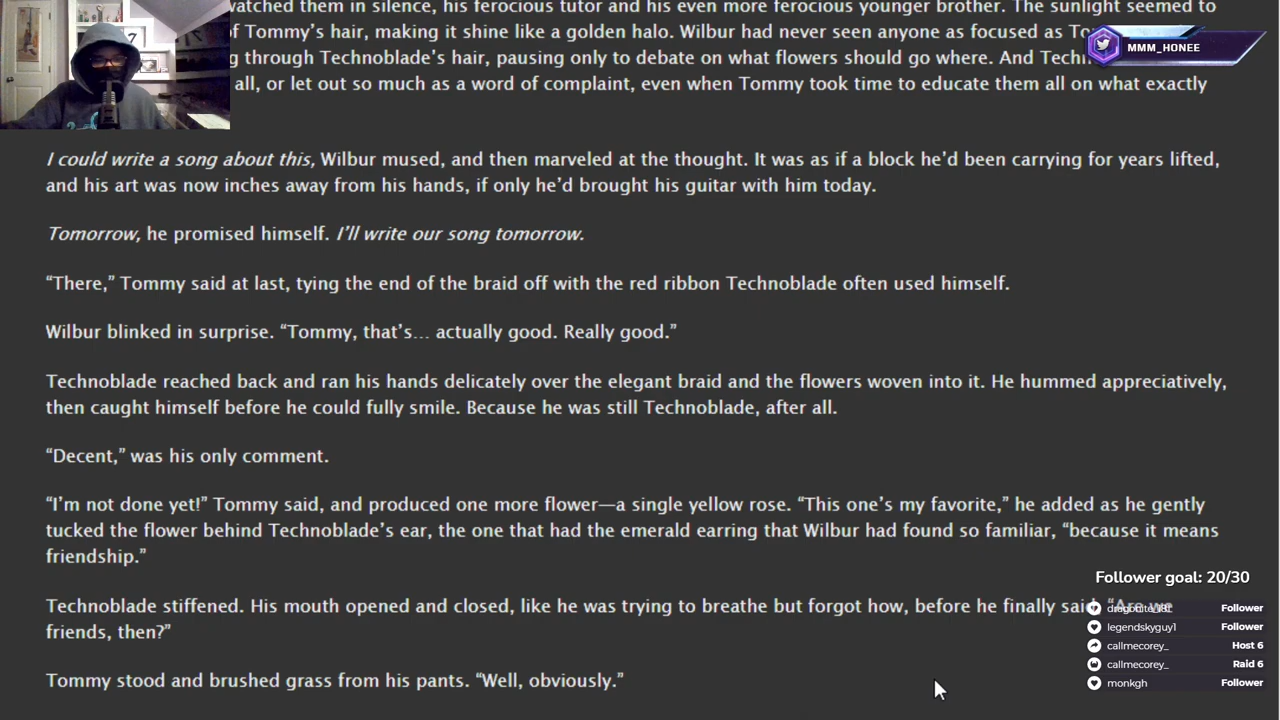 watched them in silence, his ferocious tutor and his even more ferocious younger brother. The sunlight seemed to
of Tommy's hair, making it shine like a golden halo. Wilbur had never seen anyone as focused as
through Technoblade's hair, pausing only to debate on what flowers should go where. And
all, or let out so much as a word of complaint, even when Tommy took time to educate them all on what exactly
MMM_HONEE
I could write a song about this, Wilbur mused, and then marveled at the thought. It was as if a block he'd been carrying for years lifted,
and his art was now inches away from his hands, if only he'd brought his guitar with him today.
Tomorrow, he promised himself. I'll write our song tomorrow.
“There,” Tommy said at last, tying the end of the braid off with the red ribbon Technoblade often used himself.
Wilbur blinked in surprise. “Tommy, that's… actually good. Really good.”
Technoblade reached back and ran his hands delicately over the elegant braid and the flowers woven into it. He hummed appreciatively,
then caught himself before he could fully smile. Because he was still Technoblade, after all.
“Decent,” was his only comment.
“I'm not done yet!” Tommy said, and produced one more flower—a single yellow rose. “This one's my favorite,” he added as he gently
tucked the flower behind Technoblade's ear, the one that had the emerald earring that Wilbur had found so familiar, “because it means
friendship.”
Technoblade stiffened. His mouth opened and closed, like he was trying to breathe but forgot how, before he finally said, “Are we
friends, then?”
Tommy stood and brushed grass from his pants. “Well, obviously.”
Follower goal: 20/30
Follower
legendskyguy1 Follower
callmecorey_ Host 6
callmecorey_ Raid 6
monkgh Follower